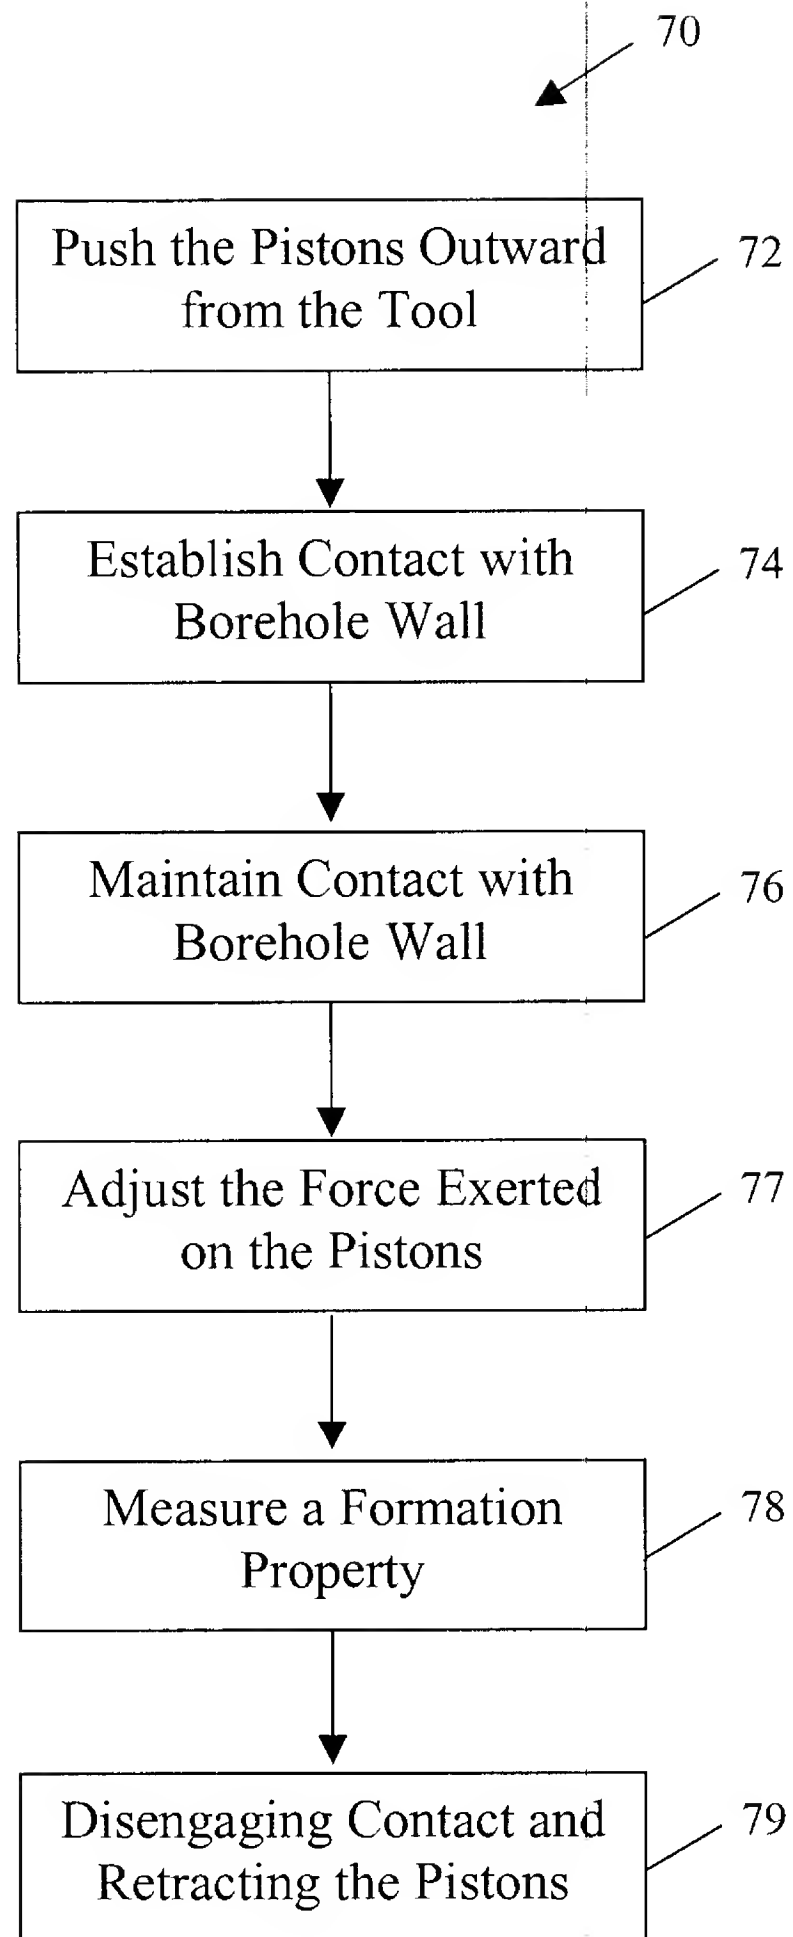 70
Push the Pistons Outward
from the Tool
72
Establish Contact with
Borehole Wall
74
Maintain Contact with
Borehole Wall
76
Adjust the Force Exerted
on the Pistons
77
Measure a Formation
Property
78
Disengaging Contact and
Retracting the Pistons
79